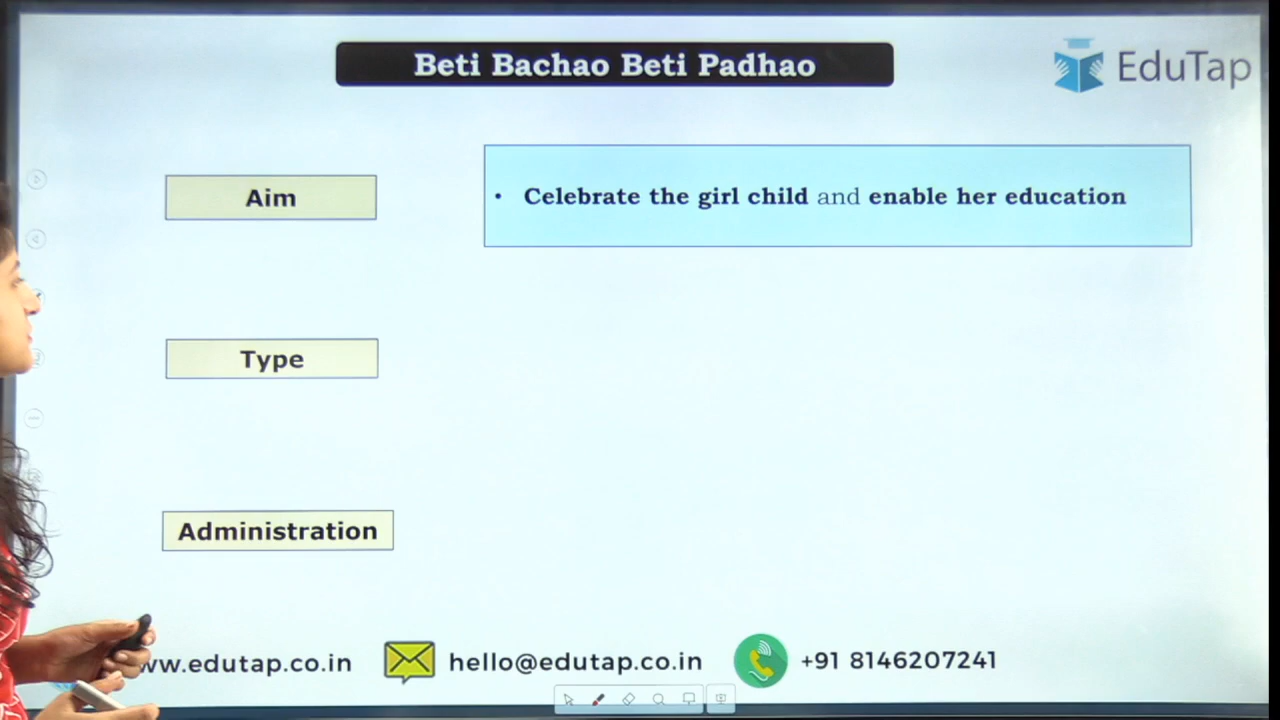 Beti Bachao Beti Padhao
EduTap
Aim
• Celebrate the girl child and enable her education
Type
Administration
ww.edutap.co.in
hello@edutap.co.in
+91 8146207241